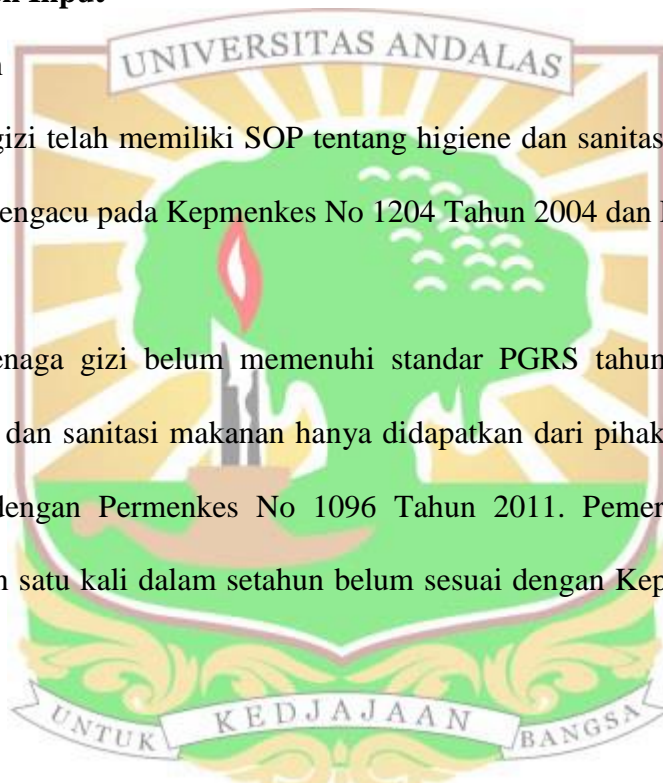 Input
UNIVERSITAS ANDALAS
n
gizi telah memiliki SOP tentang higiene dan sanitas
engacu pada Kepmenkes No 1204 Tahun 2004 dan
enaga gizi belum memenuhi standar PGRS tahun
dan sanitasi makanan hanya didapatkan dari pihak
dengan Permenkes No 1096 Tahun 2011. Pemer
n satu kali dalam setahun belum sesuai dengan Kep
UNTUK KEDJAJAAN BANGSA